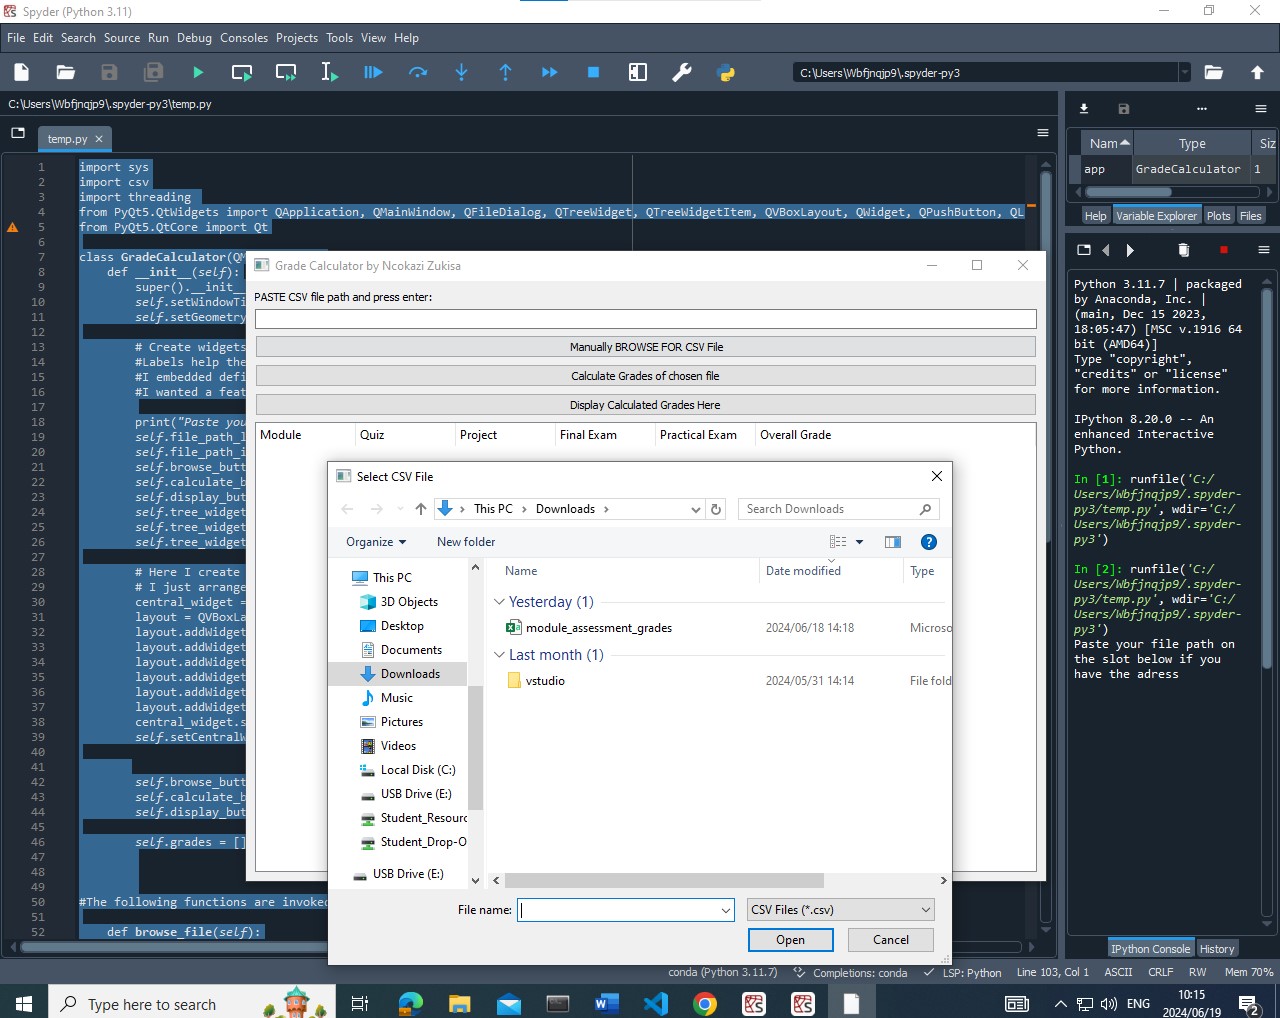 Spyder (Python 3.11)
File Edit Search Source Run Debug Consoles Projects Tools View Help
C:\Users\Wbfjnqjp9\.spyder-py3
C:\Users\Wbfjnqjp9\.spyder-py3\temp.py
temp.py
1 import sys
2 import csv
3 import threading
4 from PyQt5.QtWidgets import QApplication, QMainWindow, QFileDialog, QTreeWidget, QTreeWidgetItem, QVBoxLayout, QWidget, QPushButton, QL
5 from PyQt5.QtCore import Qt
6
7 class GradeCalculator(QM
8 def __init__(self):
9 super().__init__
10 self.setWindowTi
11 self.setGeometry
12
13 # Create widgets
14 #Labels help the
15 #I embedded defi
16 #I wanted a feat
17
18 print("Paste you
19 self.file_path_l
20 self.file_path_i
21 self.browse_butt
22 self.calculate_b
23 self.display_but
24 self.tree_widget
25 self.tree_widget
26 self.tree_widget
27
28 # Here I create
29 # I just arrange
30 central_widget =
31 layout = QVBoxLa
32 layout.addWidget
33 layout.addWidget
34 layout.addWidget
35 layout.addWidget
36 layout.addWidget
37 layout.addWidget
38 central_widget.s
39 self.setCentralW
40
41
42 self.browse_butt
43 self.calculate_b
44 self.display_but
45
46 self.grades = []
47
48
49
50 #The following functions are invoked
51
52 def browse_file(self):
Grade Calculator by Ncokazi Zukisa
PASTE CSV file path and press enter:
Manually BROWSE FOR CSV File
Calculate Grades of chosen file
Display Calculated Grades Here
Module Quiz Project Final Exam Practical Exam Overall Grade
Select CSV File
This PC Downloads
Search Downloads
Organize New folder
This PC
3D Objects
Desktop
Documents
Downloads
Music
Pictures
Videos
Local Disk (C:)
USB Drive (E:)
Student_Resourc
Student_Drop-O
USB Drive (E:)
Name Date modified Type
Yesterday (1)
module_assessment_grades 2024/06/18 14:18 Microso
Last month (1)
vstudio 2024/05/31 14:14 File fold
File name: CSV Files (*.csv)
Open Cancel
Nam Type Siz
app GradeCalculator 1
Help Variable Explorer Plots Files
Python 3.11.7 | packaged
by Anaconda, Inc. |
(main, Dec 15 2023,
18:05:47) [MSC v.1916 64
bit (AMD64)]
Type "copyright",
"credits" or "license"
for more information.
IPython 8.20.0 -- An
enhanced Interactive
Python.
In [1]: runfile('C:/
Users/Wbfjnqjp9/.spyder-
py3/temp.py', wdir='C:/
Users/Wbfjnqjp9/.spyder-
py3')
In [2]: runfile('C:/
Users/Wbfjnqjp9/.spyder-
py3/temp.py', wdir='C:/
Users/Wbfjnqjp9/.spyder-
py3')
Paste your file path on
the slot below if you
have the adress
IPython Console History
conda (Python 3.11.7) Completions: conda LSP: Python Line 103, Col 1 ASCII CRLF RW Mem 70%
Type here to search
ENG
10:15
2024/06/19
2